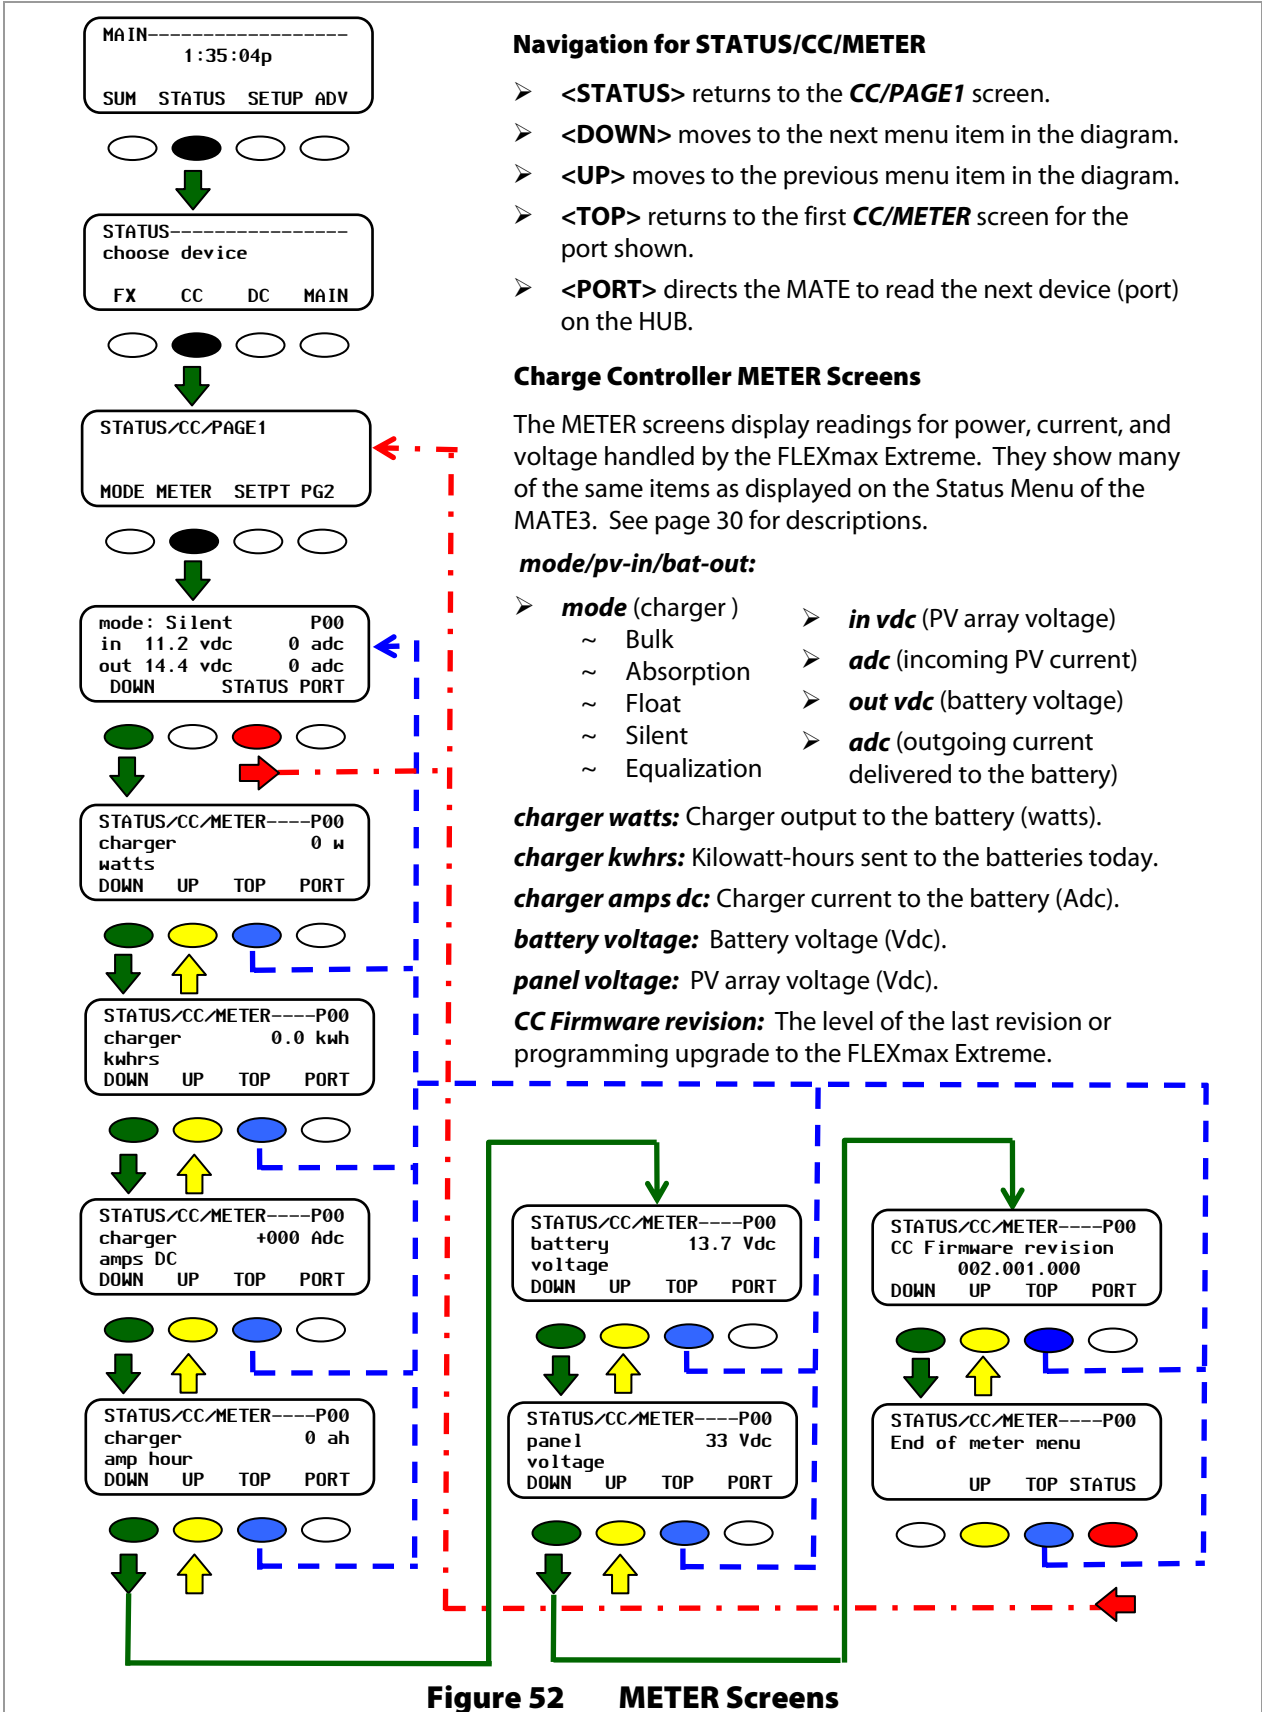 MAIN-------------------
1:35:04p
SUM STATUS SETUP ADV
STATUS-----------------
choose device
FX CC DC MAIN
STATUS/CC/PAGE1
MODE METER SETPT PG2
mode: Silent P00
in 11.2 vdc 0 adc
out 14.4 vdc 0 adc
DOWN STATUS PORT
STATUS/CC/METER----P00
charger 0 w
watts
DOWN UP TOP PORT
STATUS/CC/METER----P00
charger 0.0 kwh
kwhrs
DOWN UP TOP PORT
STATUS/CC/METER----P00
charger +000 Adc
amps DC
DOWN UP TOP PORT
STATUS/CC/METER----P00
charger 0 ah
amp hour
DOWN UP TOP PORT
Navigation for STATUS/CC/METER
➢ <STATUS> returns to the CC/PAGE1 screen.
➢ <DOWN> moves to the next menu item in the diagram.
➢ <UP> moves to the previous menu item in the diagram.
➢ <TOP> returns to the first CC/METER screen for the
port shown.
➢ <PORT> directs the MATE to read the next device (port)
on the HUB.
Charge Controller METER Screens
The METER screens display readings for power, current, and
voltage handled by the FLEXmax Extreme. They show many
of the same items as displayed on the Status Menu of the
MATE3. See page 30 for descriptions.
mode/pv-in/bat-out:
➢ mode (charger )
~ Bulk
~ Absorption
~ Float
~ Silent
~ Equalization
➢ in vdc (PV array voltage)
➢ adc (incoming PV current)
➢ out vdc (battery voltage)
➢ adc (outgoing current
delivered to the battery)
charger watts: Charger output to the battery (watts).
charger kwhrs: Kilowatt-hours sent to the batteries today.
charger amps dc: Charger current to the battery (Adc).
battery voltage: Battery voltage (Vdc).
panel voltage: PV array voltage (Vdc).
CC Firmware revision: The level of the last revision or
programming upgrade to the FLEXmax Extreme.
STATUS/CC/METER----P00
battery 13.7 Vdc
voltage
DOWN UP TOP PORT
STATUS/CC/METER----P00
panel 33 Vdc
voltage
DOWN UP TOP PORT
STATUS/CC/METER----P00
CC Firmware revision
002.001.000
DOWN UP TOP PORT
STATUS/CC/METER----P00
End of meter menu
UP TOP STATUS
Figure 52 METER Screens